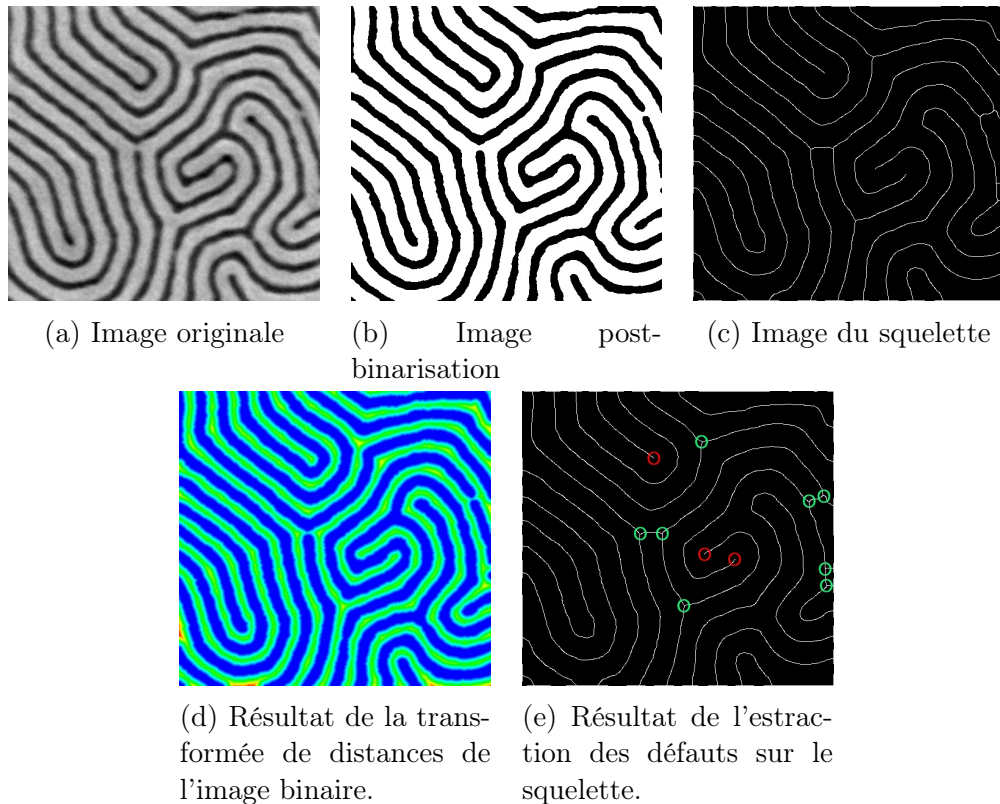 (a) Image originale
(b) Image post-
binarisation
(c) Image du squelette
(d) Résultat de la trans-
formée de distances de
l'image binaire.
(e) Résultat de l'estrac-
tion des défauts sur le
squelette.